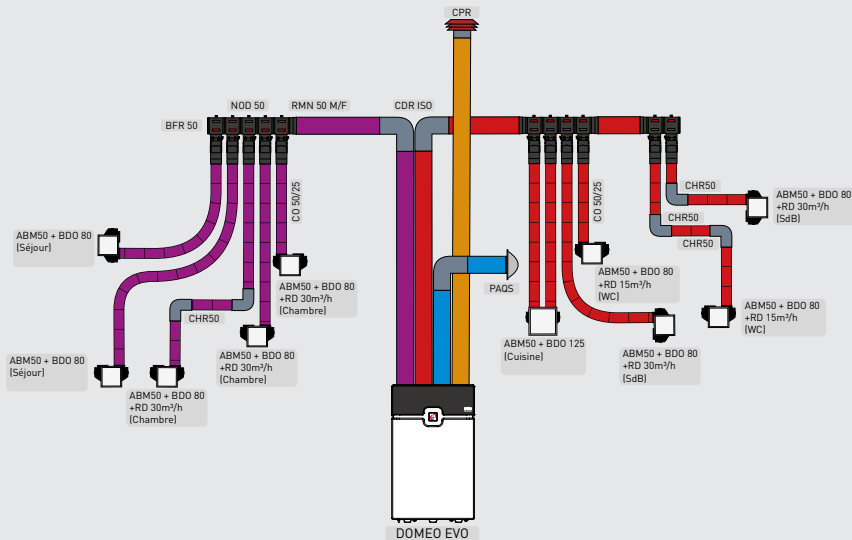 CPR
NOD 50
RMN 50 M/F
CDR ISO
BFR 50
CO 50/25
CO 50/25
CHR50
ABM50 + BDO 80
+RD 30m³/h
(SdB)
CHR50
CHR50
ABM50 + BDO 80
(Séjour)
ABM50 + BDO 80
+RD 30m³/h
(Chambre)
PAQS
ABM50 + BDO 80
+RD 15m³/h
(WC)
ABM50 + BDO 80
+RD 15m³/h
(WC)
CHR50
ABM50 + BDO 125
(Cuisine)
ABM50 + BDO 80
+RD 30m³/h
(Chambre)
ABM50 + BDO 80
+RD 30m³/h
(SdB)
ABM50 + BDO 80
(Séjour)
ABM50 + BDO 80
+RD 30m³/h
(Chambre)
DOMEO EVO